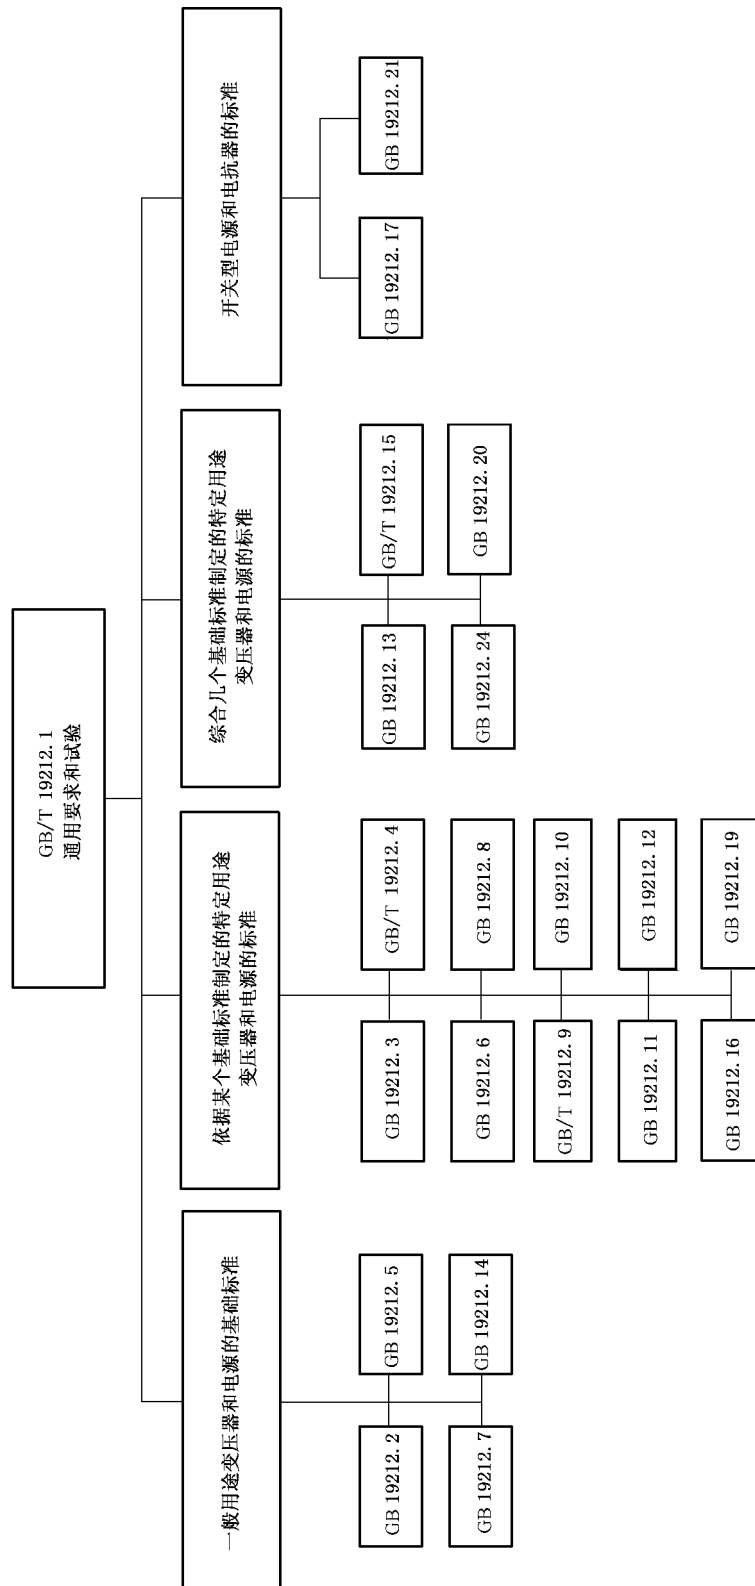 GB/T 19212.1
通用要求和试验
一般用途变压器和电源的基础标准
依据某个基础标准制定的特定用途
变压器和电源的标准
综合几个基础标准制定的特定用途
变压器和电源的标准
开关型电源和电抗器的标准
GB 19212.2
GB 19212.5
GB 19212.7
GB 19212.14
GB 19212.3
GB/T 19212.4
GB 19212.6
GB 19212.8
GB/T 19212.9
GB 19212.10
GB 19212.11
GB 19212.12
GB 19212.16
GB 19212.19
GB 19212.13
GB/T 19212.15
GB 19212.24
GB 19212.20
GB 19212.17
GB 19212.21